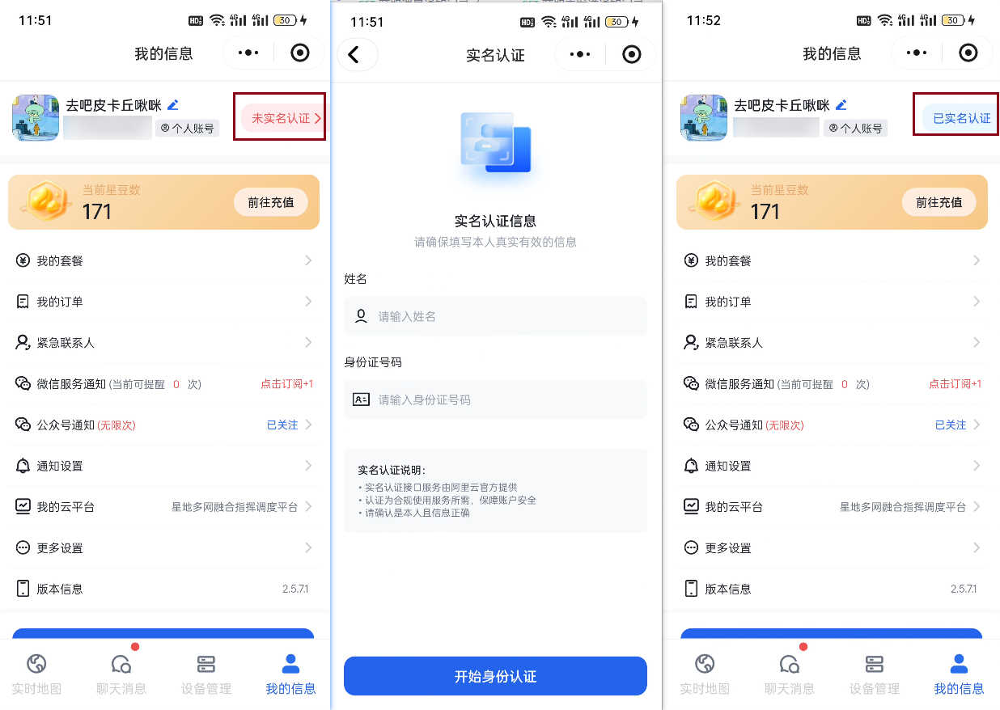 11:51
HD2
4G
4G
30
我的信息
去吧皮卡丘啾咪
个人账号
未实名认证
当前星豆数
171
前往充值
我的套餐
我的订单
紧急联系人
微信服务通知 (当前可提醒 0 次)
点击订阅+1
公众号通知 (无限次)
已关注
通知设置
我的云平台
星地多网融合指挥调度平台
更多设置
版本信息
2.5.7.1
实时地图
聊天消息
设备管理
我的信息
11:51
HD2
4G
4G
30
实名认证
实名认证信息
请确保填写本人真实有效的信息
姓名
请输入姓名
身份证号码
请输入身份证号码
实名认证说明：
• 实名认证接口服务由阿里云官方提供
• 认证为合规使用服务所需，保障账户安全
• 请确认是本人且信息正确
开始身份认证
11:52
HD2
4G
4G
30
我的信息
去吧皮卡丘啾咪
个人账号
已实名认证
当前星豆数
171
前往充值
我的套餐
我的订单
紧急联系人
微信服务通知 (当前可提醒 0 次)
点击订阅+1
公众号通知 (无限次)
已关注
通知设置
我的云平台
星地多网融合指挥调度平台
更多设置
版本信息
2.5.7.1
实时地图
聊天消息
设备管理
我的信息